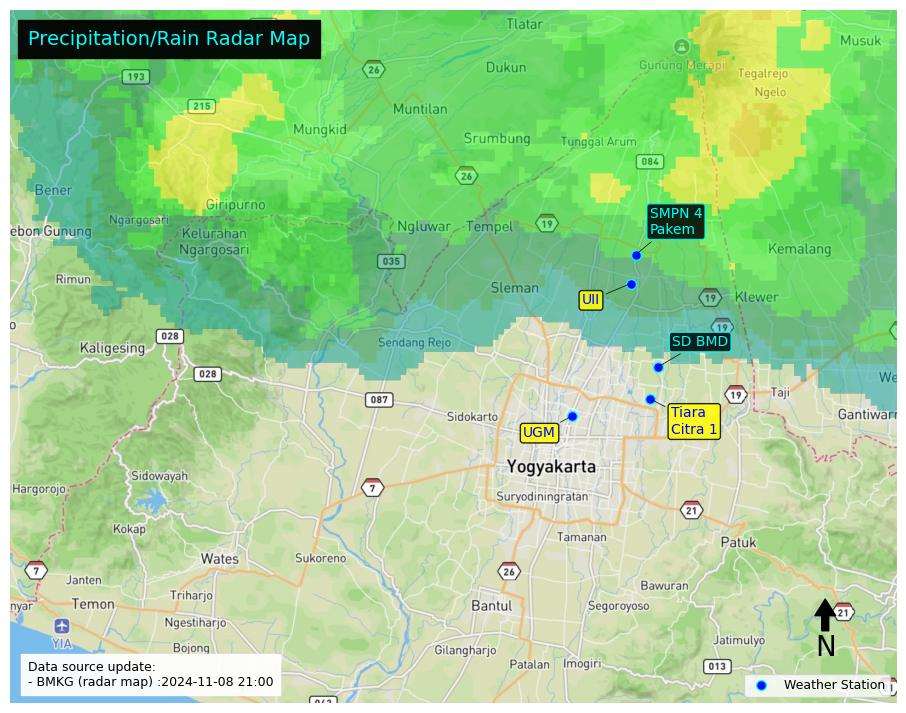 Precipitation/Rain Radar Map
Tlatar
Musuk
26
Dukun
Gunung Merapi
193
Tegalrejo
Ngelo
215
Muntilan
Mungkid
Srumbung
Tunggal Arum
084
26
Bener
Giripurno
Ngargosari
SMPN 4
Pakem
ebon Gunung
Kelurahan
Ngargosari
Ngluwar
Tempel
19
Kemalang
035
Rimun
Sleman
UII
19
Klewer
19
028
Kaligesing
Sendang Rejo
SD BMD
028
We
087
19
Taji
Sidokarto
Tiara
Citra 1
Gantiwar
UGM
Yogyakarta
Sidowayah
Hargorojo
7
Suryodiningratan
21
Kokap
Tamanan
Patuk
Wates
Sukoreno
7
26
Janten
Bawuran
Triharjo
nyar
Temon
Bantul
Segoroyoso
21
YIA
Ngestiharjo
Jatimulyo
N
Bojong
Gilangharjo
Patalan
Imogiri
013
Data source update:
- BMKG (radar map) :2024-11-08 21:00
Weather Station